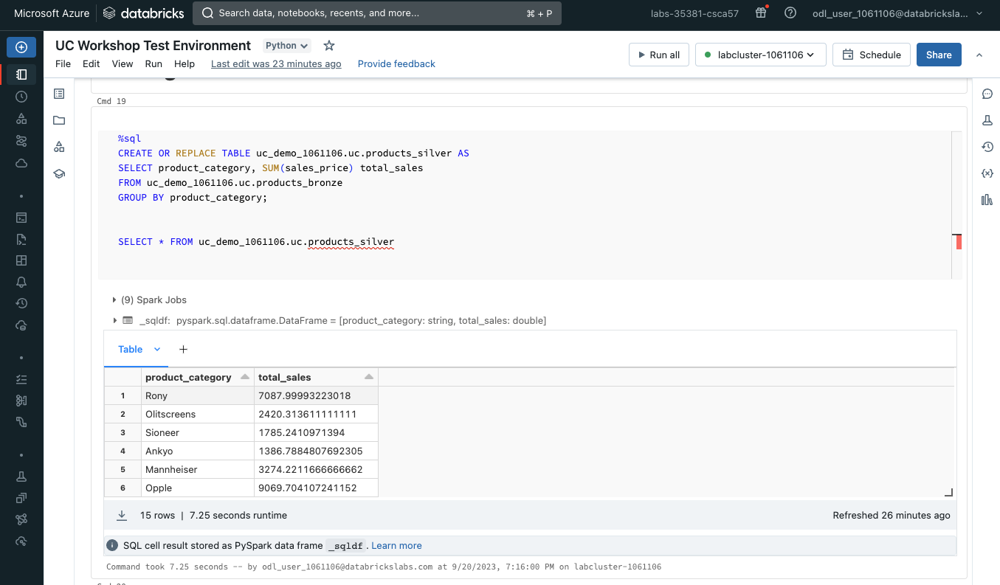 Microsoft Azure
databricks
Search data, notebooks, recents, and more...
⌘ + P
labs-35381-csca57
odl_user_1061106@databricksla...
UC Workshop Test Environment
Python
File Edit View Run Help Last edit was 23 minutes ago Provide feedback
Run all
labcluster-1061106
Schedule
Share
Cmd 19
%sql
CREATE OR REPLACE TABLE uc_demo_1061106.uc.products_silver AS
SELECT product_category, SUM(sales_price) total_sales
FROM uc_demo_1061106.uc.products_bronze
GROUP BY product_category;
SELECT * FROM uc_demo_1061106.uc.products_silver
(9) Spark Jobs
_sqldf: pyspark.sql.dataframe.DataFrame = [product_category: string, total_sales: double]
Table +
product_category total_sales
1 Rony 7087.99993223018
2 Olitscreens 2420.313611111111
3 Sioneer 1785.2410971394
4 Ankyo 1386.7884807692305
5 Mannheiser 3274.2211666666662
6 Opple 9069.704107241152
15 rows | 7.25 seconds runtime
Refreshed 26 minutes ago
SQL cell result stored as PySpark data frame _sqldf. Learn more
Command took 7.25 seconds -- by odl_user_1061106@databrickslabs.com at 9/20/2023, 7:16:00 PM on labcluster-1061106